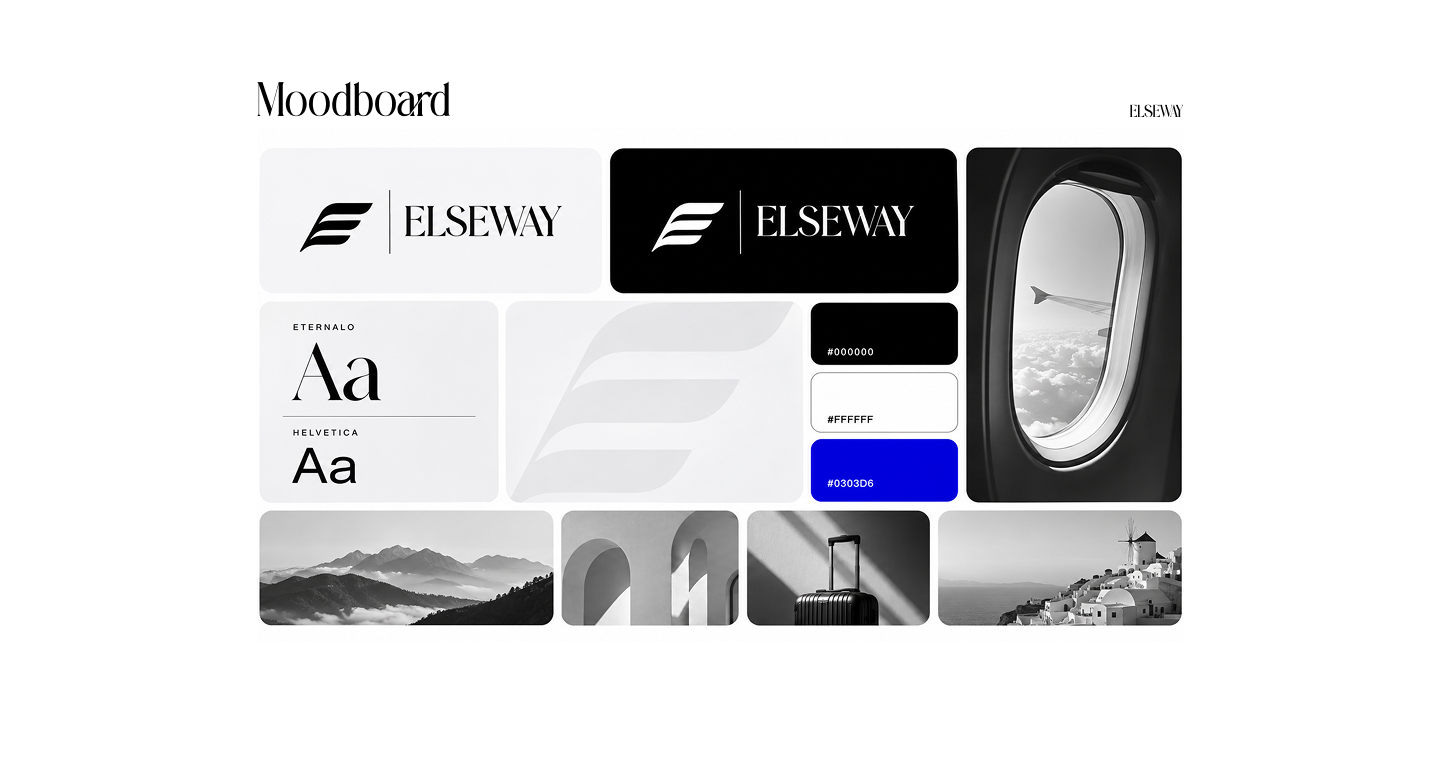 Moodboard
ELSEWAY
ELSEWAY
ELSEWAY
ETERNALO
Aa
HELVETICA
Aa
#000000
#FFFFFF
#0303D6